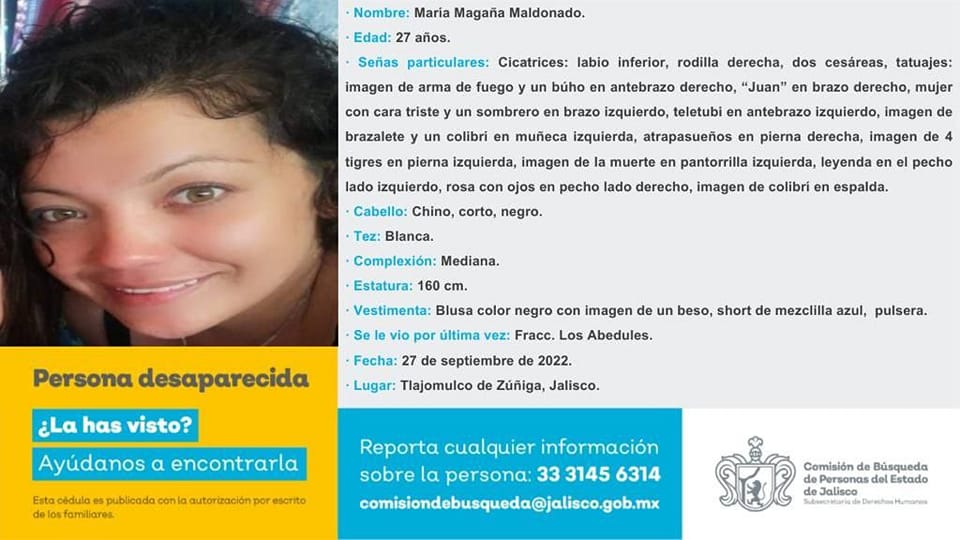 · Nombre: María Magaña Maldonado.
· Edad: 27 años.
· Señas particulares: Cicatrices: labio inferior, rodilla derecha, dos cesáreas, tatuajes:
imagen de arma de fuego y un búho en antebrazo derecho, “Juan” en brazo derecho, mujer
con cara triste y un sombrero en brazo izquierdo, teletubi en antebrazo izquierdo, imagen de
brazalete y un colibri en muñeca izquierda, atrapasueños en pierna derecha, imagen de 4
tigres en pierna izquierda, imagen de la muerte en pantorrilla izquierda, leyenda en el pecho
lado izquierdo, rosa con ojos en pecho lado derecho, imagen de colibrí en espalda.
· Cabello: Chino, corto, negro.
· Tez: Blanca.
· Complexión: Mediana.
· Estatura: 160 cm.
· Vestimenta: Blusa color negro con imagen de un beso, short de mezclilla azul, pulsera.
· Se le vio por última vez: Fracc. Los Abedules.
· Fecha: 27 de septiembre de 2022.
· Lugar: Tlajomulco de Zúñiga, Jalisco.
Persona desaparecida
¿La has visto?
Ayúdanos a encontrarla
Esta cédula es publicada con la autorización por escrito
de los familiares.
Reporta cualquier información
sobre la persona: 33 3145 6314
comisiondebusqueda@jalisco.gob.mx
Comisión de Búsqueda
de Personas del Estado
de Jalisco
Subsecretaría de Derechos Humanos